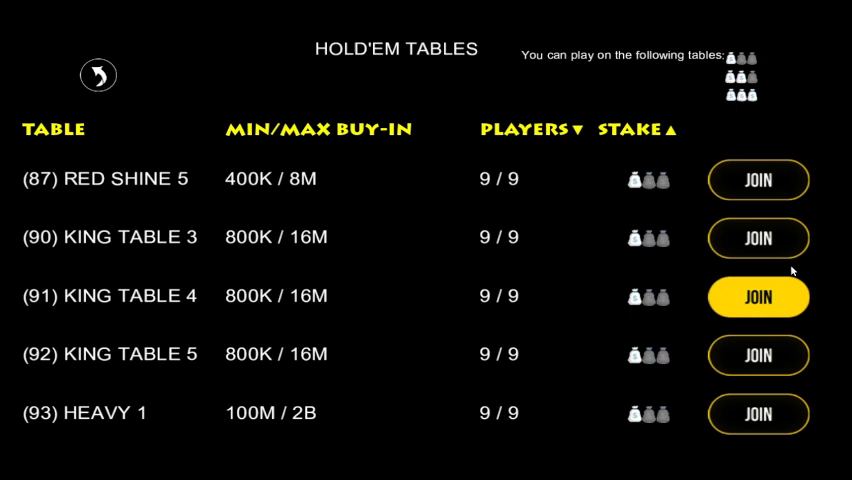 HOLD'EM TABLES
You can play on the following tables:
TABLE MIN/MAX BUY-IN PLAYERS▼ STAKE▲
(87) RED SHINE 5 400K / 8M 9 / 9 JOIN
(90) KING TABLE 3 800K / 16M 9 / 9 JOIN
(91) KING TABLE 4 800K / 16M 9 / 9 JOIN
(92) KING TABLE 5 800K / 16M 9 / 9 JOIN
(93) HEAVY 1 100M / 2B 9 / 9 JOIN